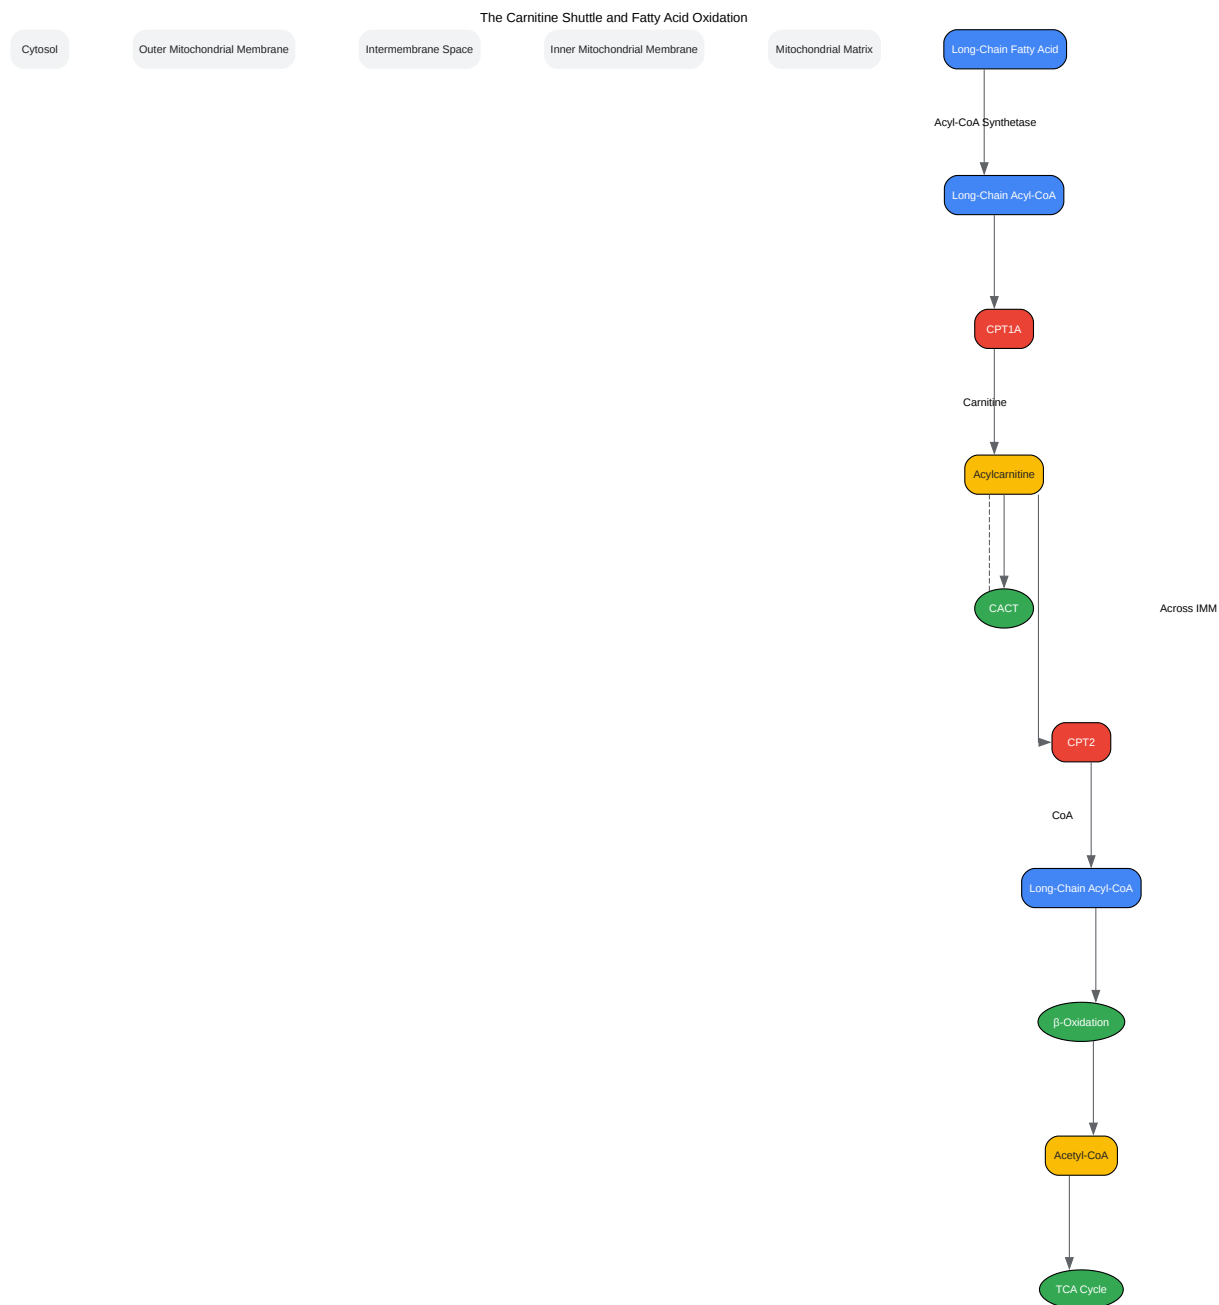 The Carnitine Shuttle and Fatty Acid Oxidation
Cytosol
Outer Mitochondrial Membrane
Intermembrane Space
Inner Mitochondrial Membrane
Mitochondrial Matrix
Long-Chain Fatty Acid
Acyl-CoA Synthetase
Long-Chain Acyl-CoA
CPT1A
Carnitine
Acylcarnitine
CACT
Across IMM
CPT2
CoA
Long-Chain Acyl-CoA
β-Oxidation
Acetyl-CoA
TCA Cycle